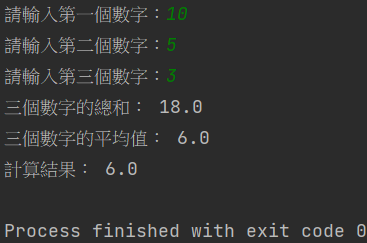 請輸入第一個數字：10
請輸入第二個數字：5
請輸入第三個數字：3
三個數字的總和： 18.0
三個數字的平均值： 6.0
計算結果： 6.0
Process finished with exit code 0